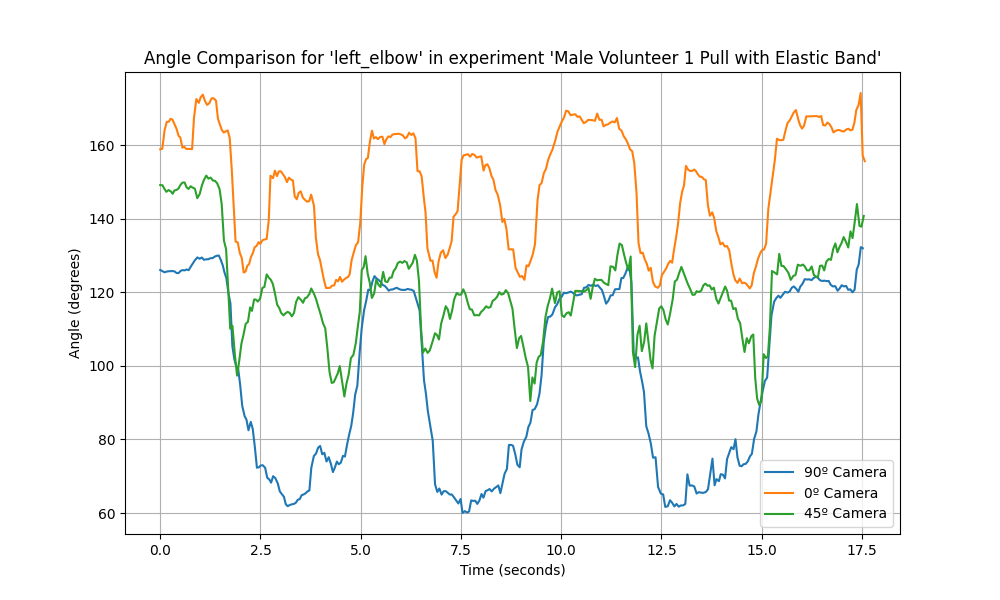 Angle Comparison for 'left_elbow' in experiment 'Male Volunteer 1 Pull with Elastic Band'
Angle (degrees)
160
140
120
100
80
60
0.0 2.5 5.0 7.5 10.0 12.5 15.0 17.5
Time (seconds)
90º Camera
0º Camera
45º Camera